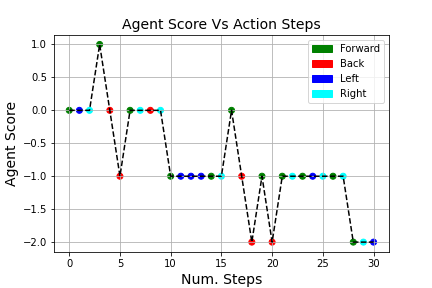 Agent Score Vs Action Steps
Agent Score
1.0
0.5
0.0
−0.5
−1.0
−1.5
−2.0
Forward
Back
Left
Right
0 5 10 15 20 25 30
Num. Steps